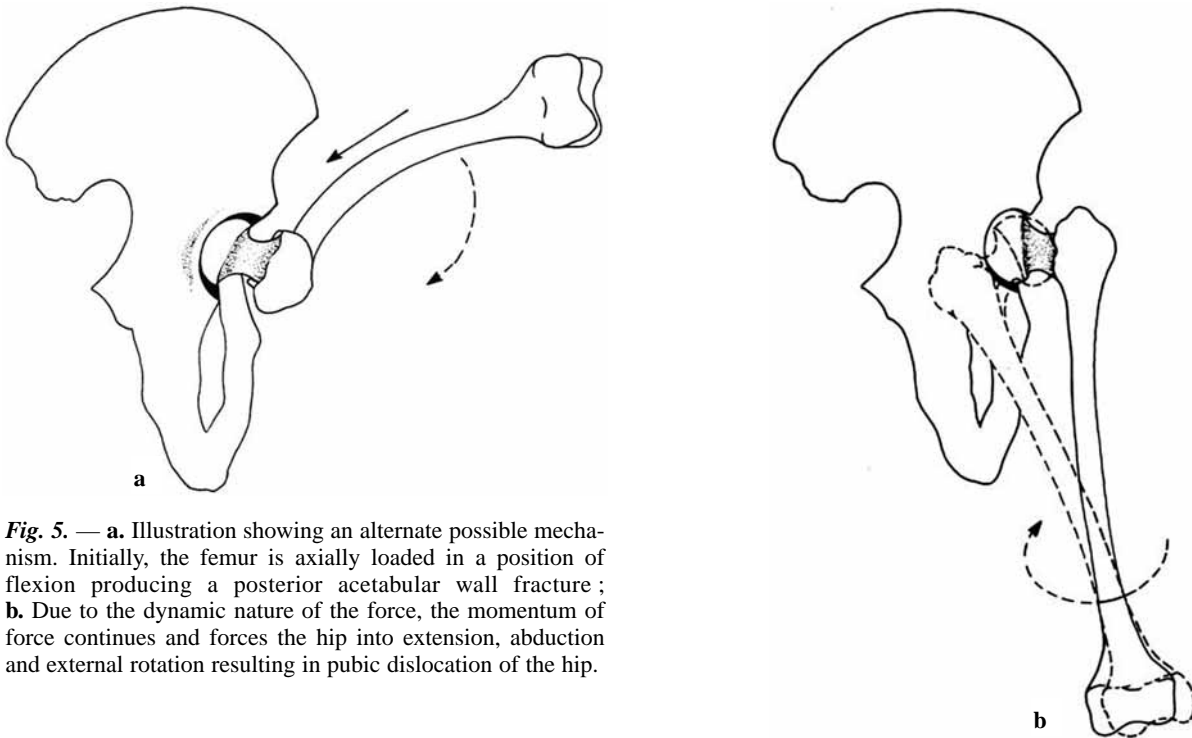 a
Fig. 5. — a. Illustration showing an alternate possible mecha-
nism. Initially, the femur is axially loaded in a position of
flexion producing a posterior acetabular wall fracture ;
b. Due to the dynamic nature of the force, the momentum of
force continues and forces the hip into extension, abduction
and external rotation resulting in pubic dislocation of the hip.
b